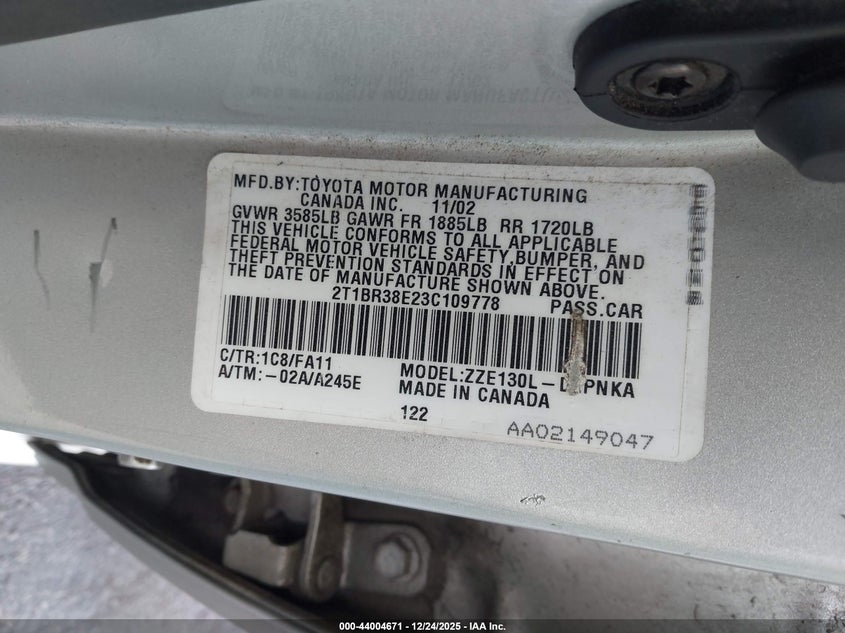 MFD.BY:TOYOTA MOTOR MANUFACTURING
CANADA INC. 11/02
GVWR 3585LB GAWR FR 1885LB RR 1720LB
THIS VEHICLE CONFORMS TO ALL APPLICABLE
FEDERAL MOTOR VEHICLE SAFETY,BUMPER, AND
THEFT PREVENTION STANDARDS IN EFFECT ON
THE DATE OF MANUFACTURE SHOWN ABOVE.
2T1BR38E23C109778 PASS.CAR
C/TR:1C8/FA11 MODEL:ZZE130L-D PNKA
A/TM:-02A/A245E MADE IN CANADA
122
AA02149047
000-44004671 - 12/24/2025 - IAA Inc.